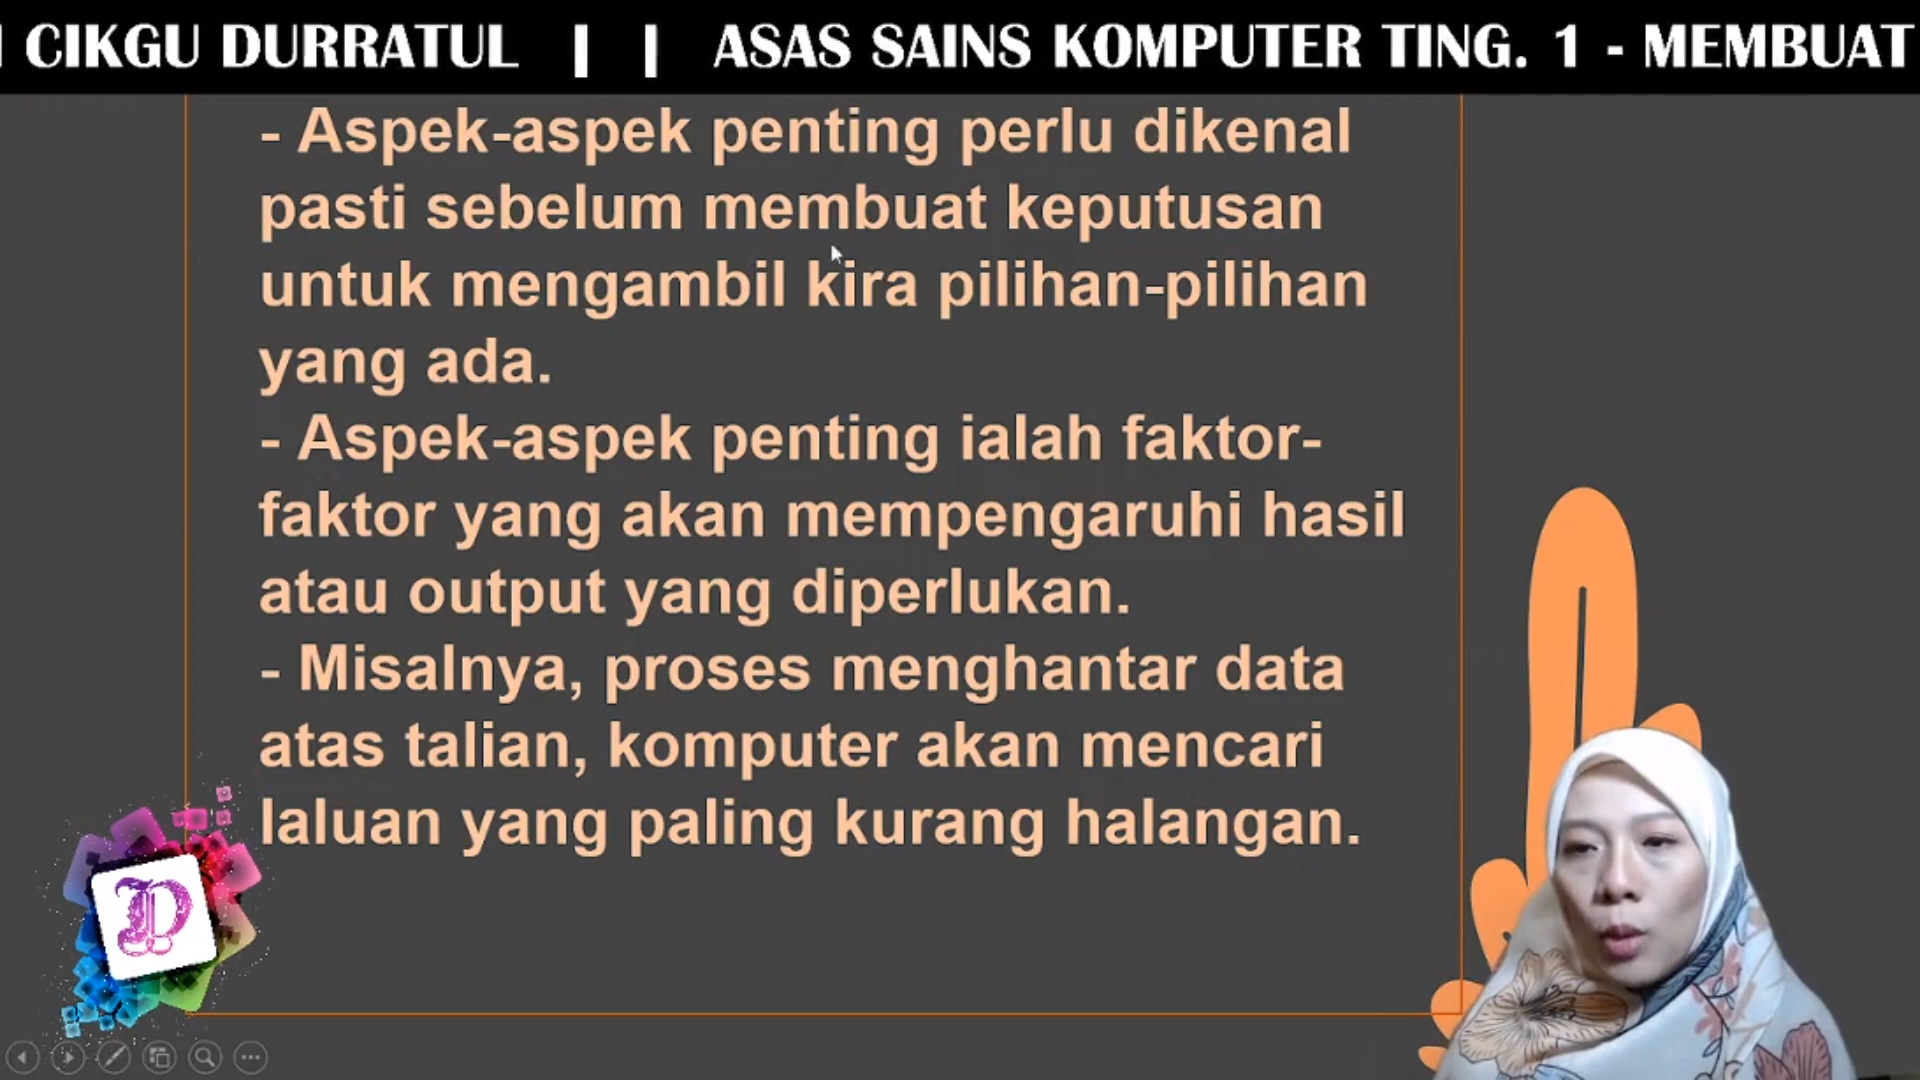 CIKGU DURRATUL | | ASAS SAINS KOMPUTER TING. 1 - MEMBUAT
- Aspek-aspek penting perlu dikenal
pasti sebelum membuat keputusan
untuk mengambil kira pilihan-pilihan
yang ada.
- Aspek-aspek penting ialah faktor-
faktor yang akan mempengaruhi hasil
atau output yang diperlukan.
- Misalnya, proses menghantar data
atas talian, komputer akan mencari
laluan yang paling kurang halangan.